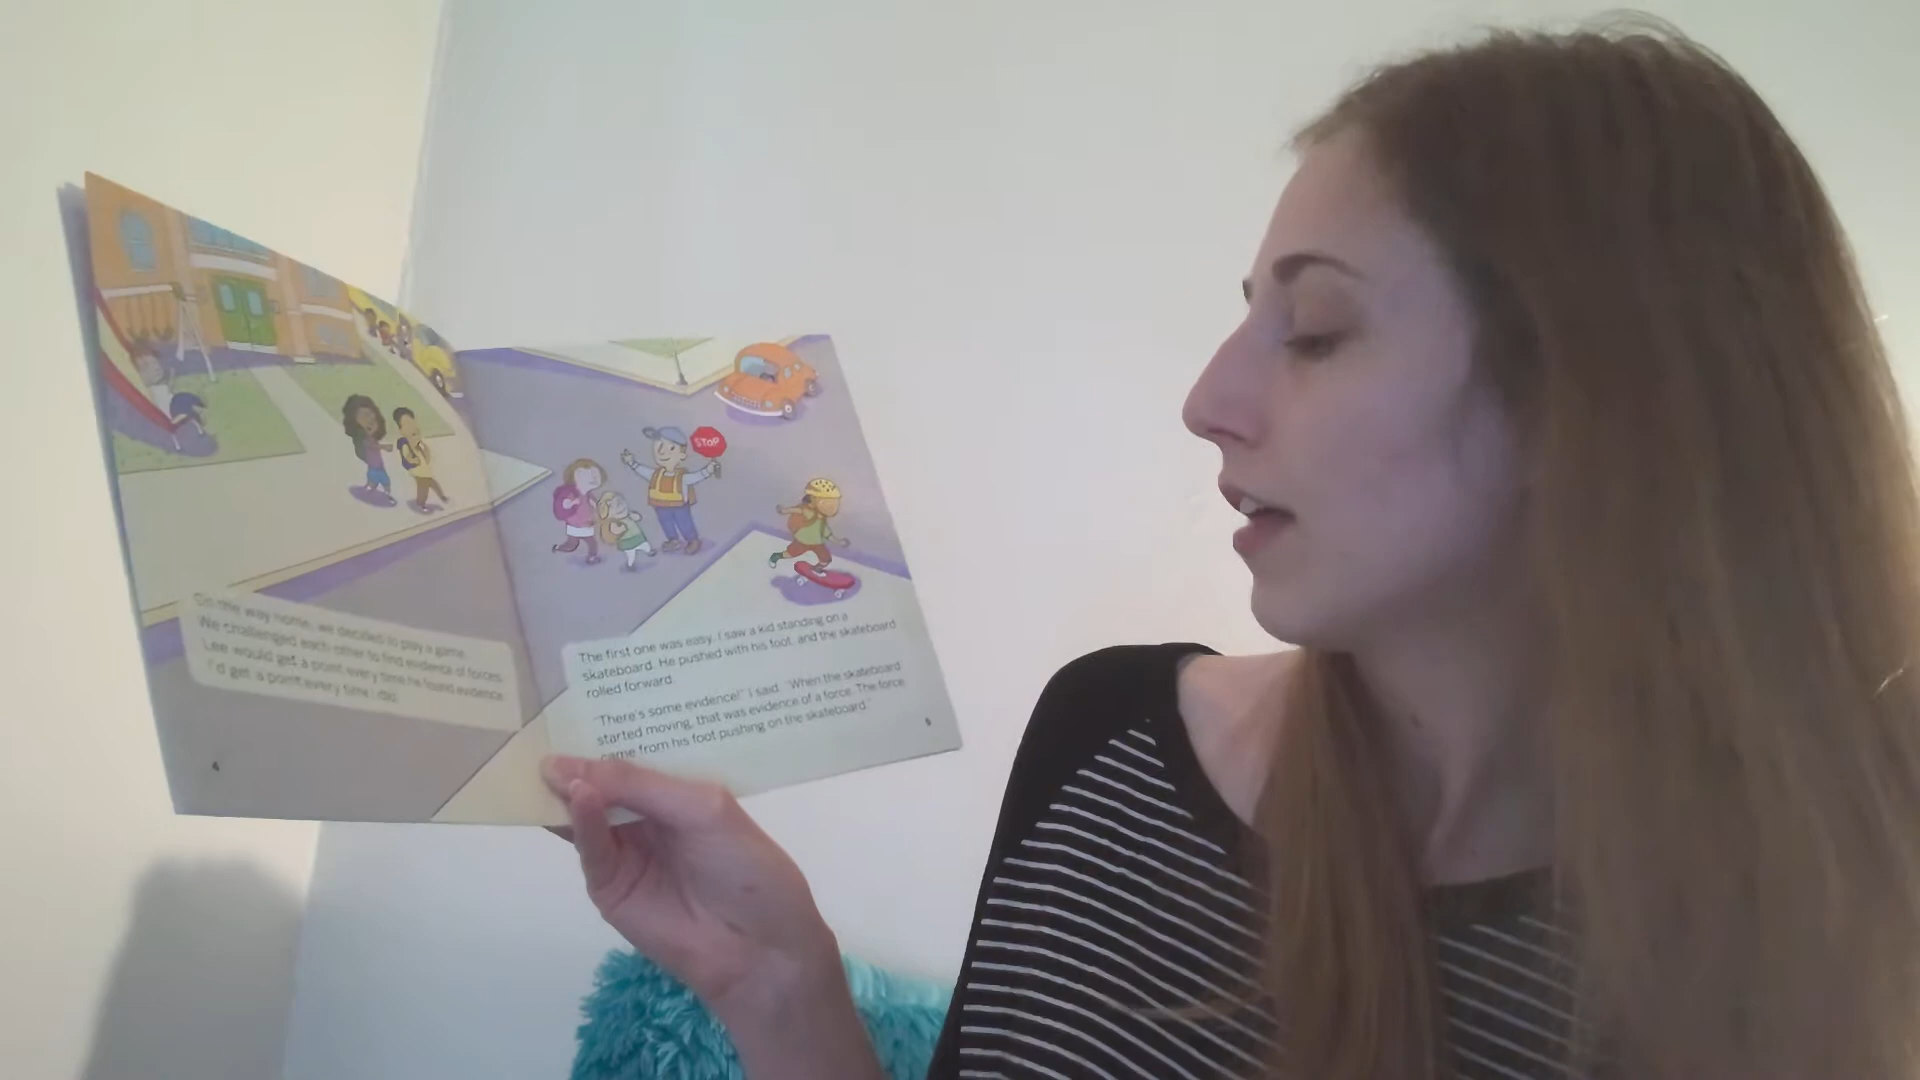 On the way home, we decided to play a game.
We challenged each other to find evidence of forces.
Lee would get a point every time he found evidence
I'd get a point every time I did.
4
STOP
The first one was easy. I saw a kid standing on a
skateboard. He pushed with his foot, and the skateboard
rolled forward.
"There's some evidence!" I said. "When the skateboard
started moving, that was evidence of a force. The force
came from his foot pushing on the skateboard."
5